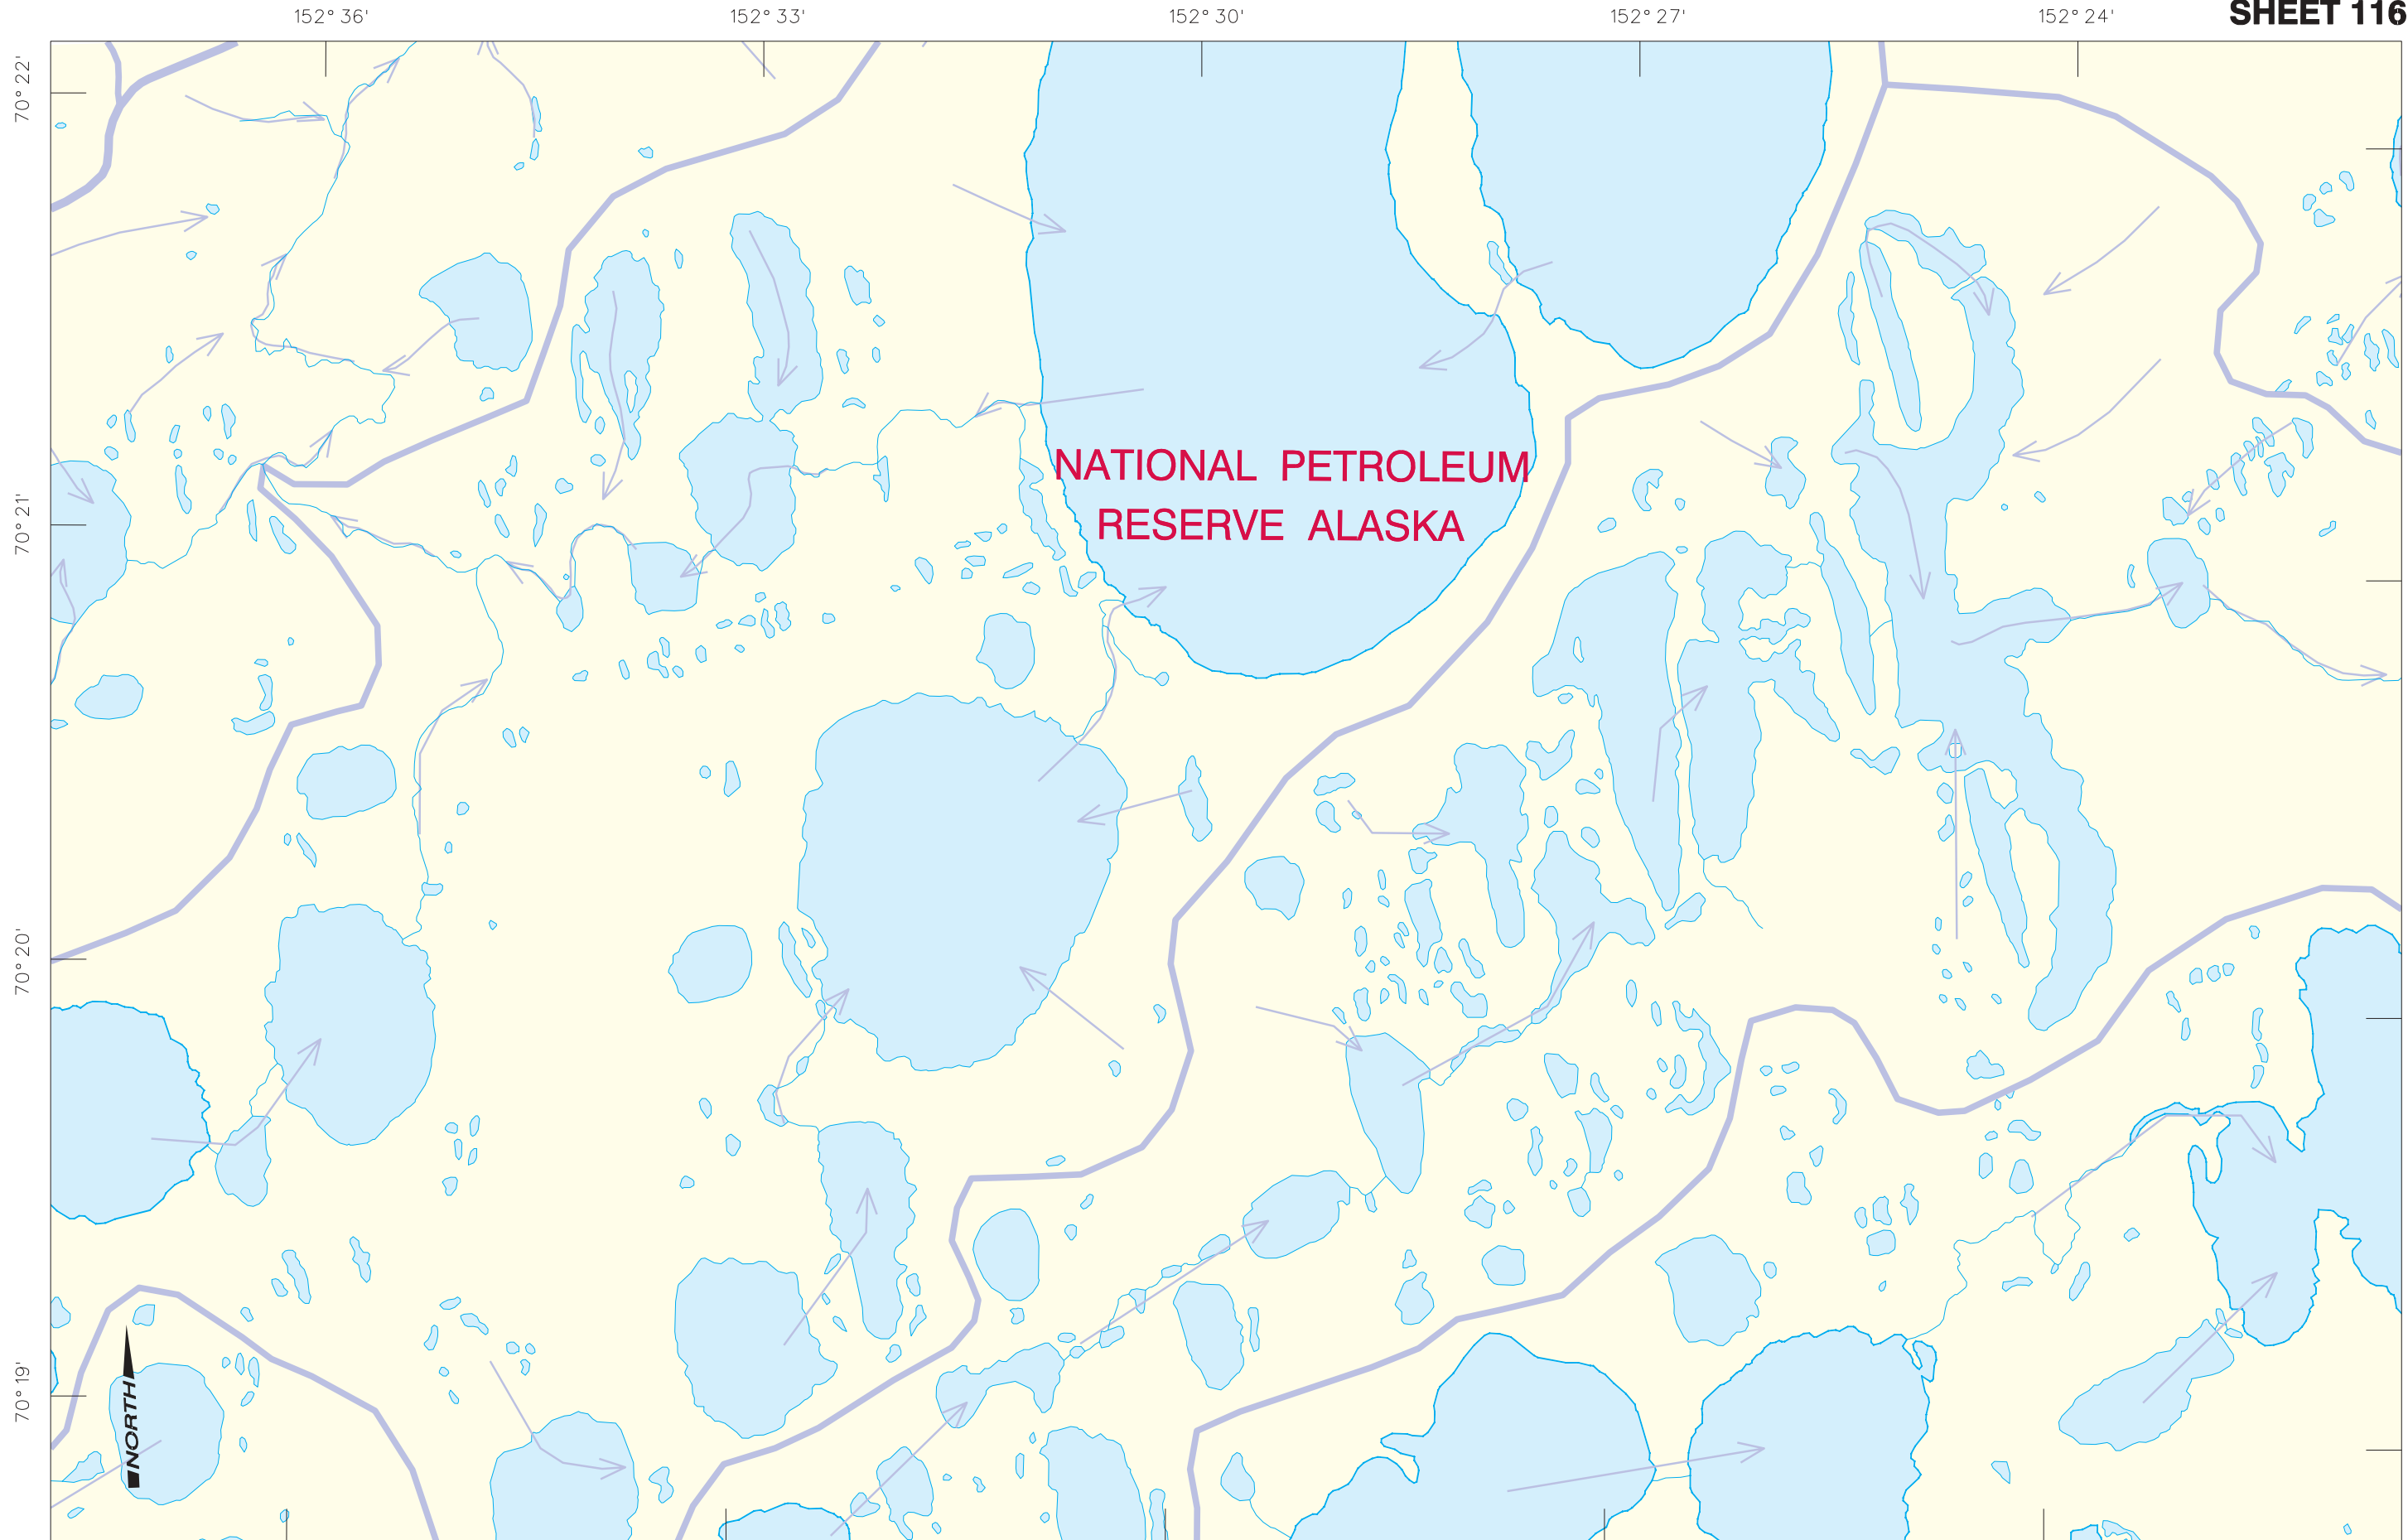 SHEET 116
152° 36' 152° 33' 152° 30' 152° 27' 152° 24'
70° 22'
NATIONAL PETROLEUM
RESERVE ALASKA
70° 21'
70° 20'
70° 19'
NORTH